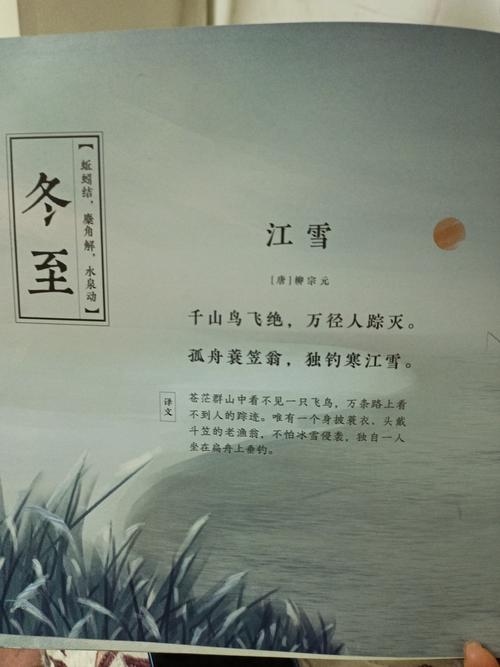 冬至
【蚯蚓结，麋角解，水泉动】
江雪
［唐］柳宗元
千山鸟飞绝，万径人踪灭。
孤舟蓑笠翁，独钓寒江雪。
译文
苍茫群山中看不见一只飞鸟，万条路上看
不到人的踪迹。唯有一个身披蓑衣、头戴
斗笠的老渔翁，不怕冰雪侵袭，独自一人
坐在扁舟上垂钓。